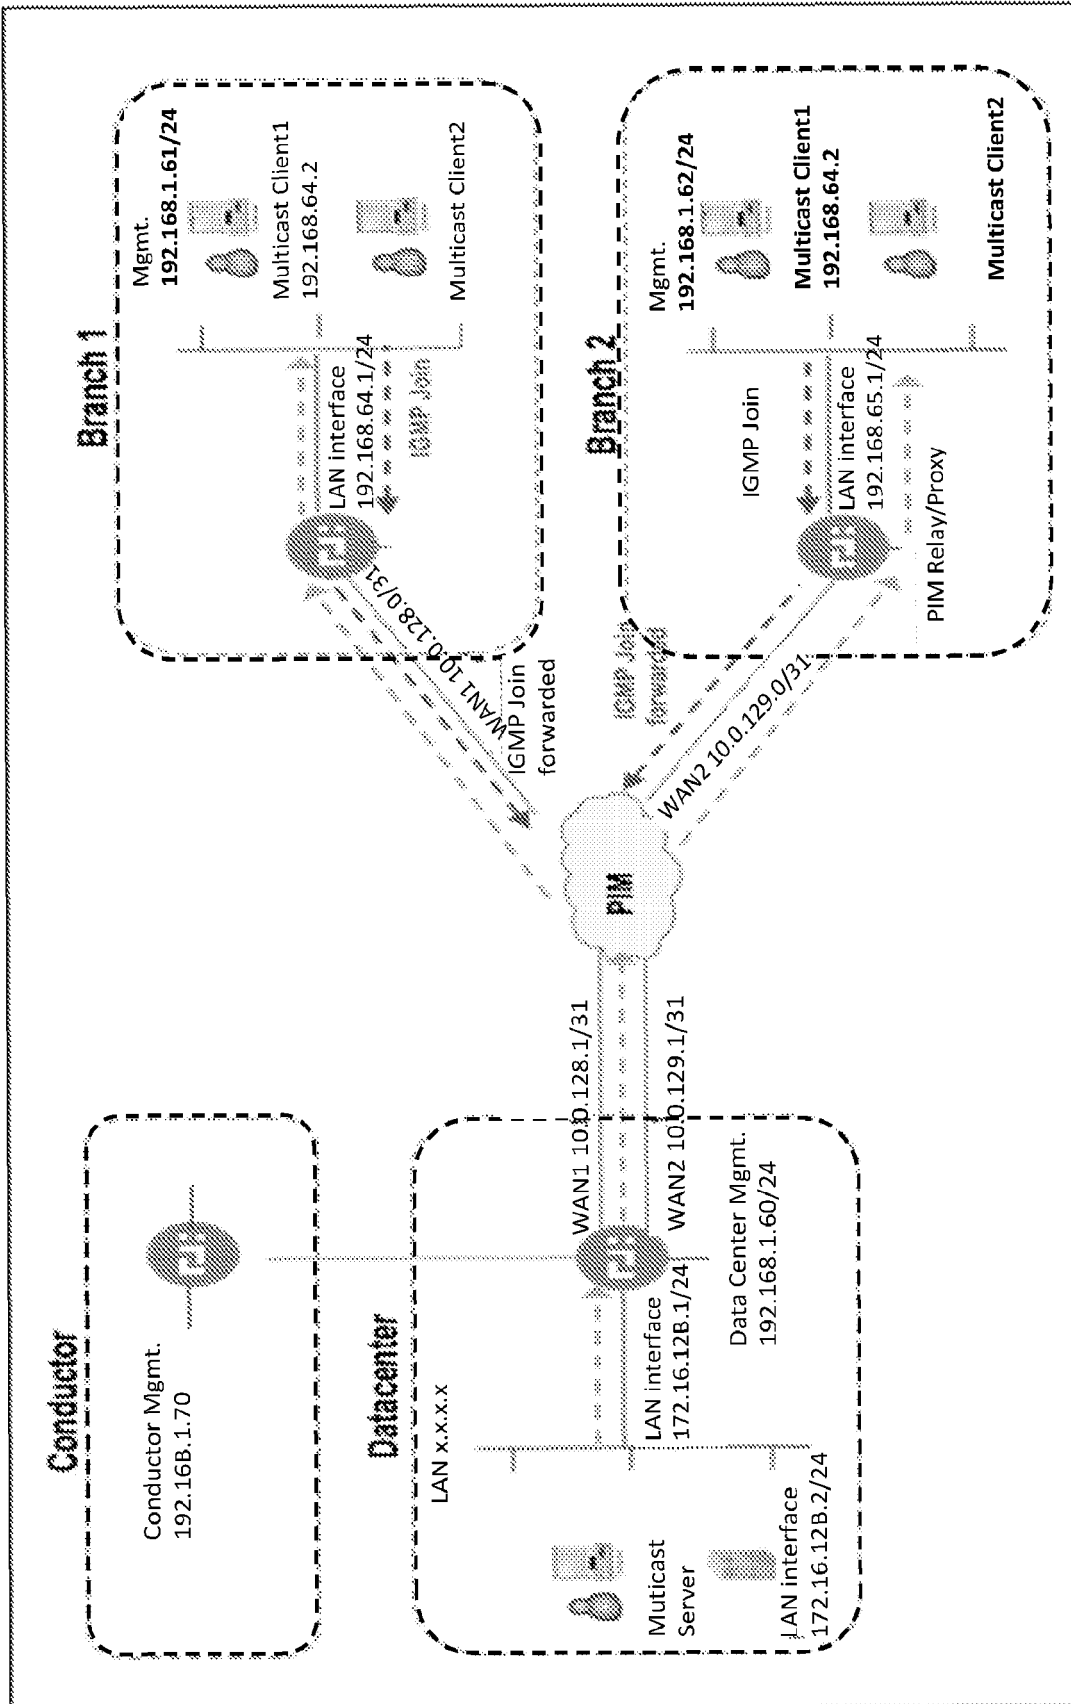 Conductor
Conductor Mgmt.
192.16B.1.70
Datacenter
LAN x.x.x.x
Muticast
Server
LAN interface
172.16.12B.2/24
LAN interface
172.16.12B.1/24
Data Center Mgmt.
192.168.1.60/24
WAN1 10.0.128.1/31
WAN2 10.0.129.1/31
PIM
Branch 1
Mgmt.
192.168.1.61/24
Multicast Client1
192.168.64.2
Multicast Client2
LAN interface
192.168.64.1/24
IGMP Join
WAN1 10.0.128.0/31
IGMP Join
forwarded
Branch 2
Mgmt.
192.168.1.62/24
Multicast Client1
192.168.64.2
Multicast Client2
IGMP Join
LAN interface
192.168.65.1/24
PIM Relay/Proxy
IGMP Join
forwarded
WAN2 10.0.129.0/31